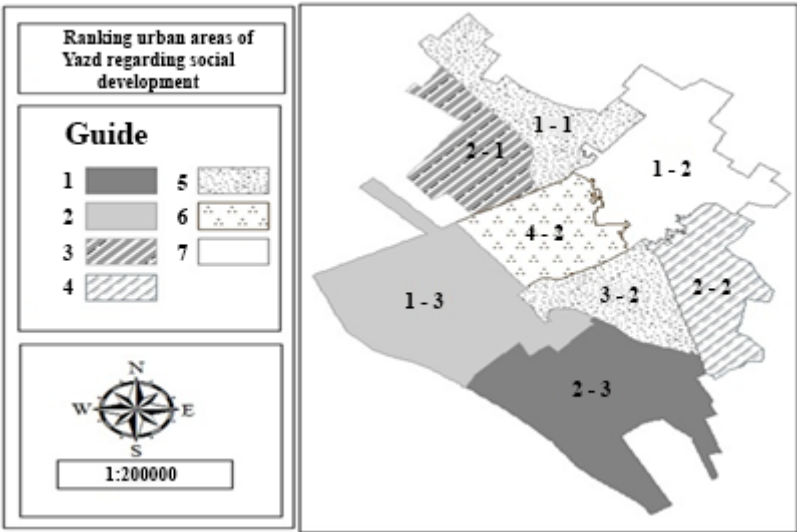 Ranking urban areas of
Yazd regarding social
development
Guide
1
2
3
4
5
6
7
N
W
E
S
1:200000
1 - 1
2 - 1
1 - 2
4 - 2
2 - 2
3 - 2
1 - 3
2 - 3